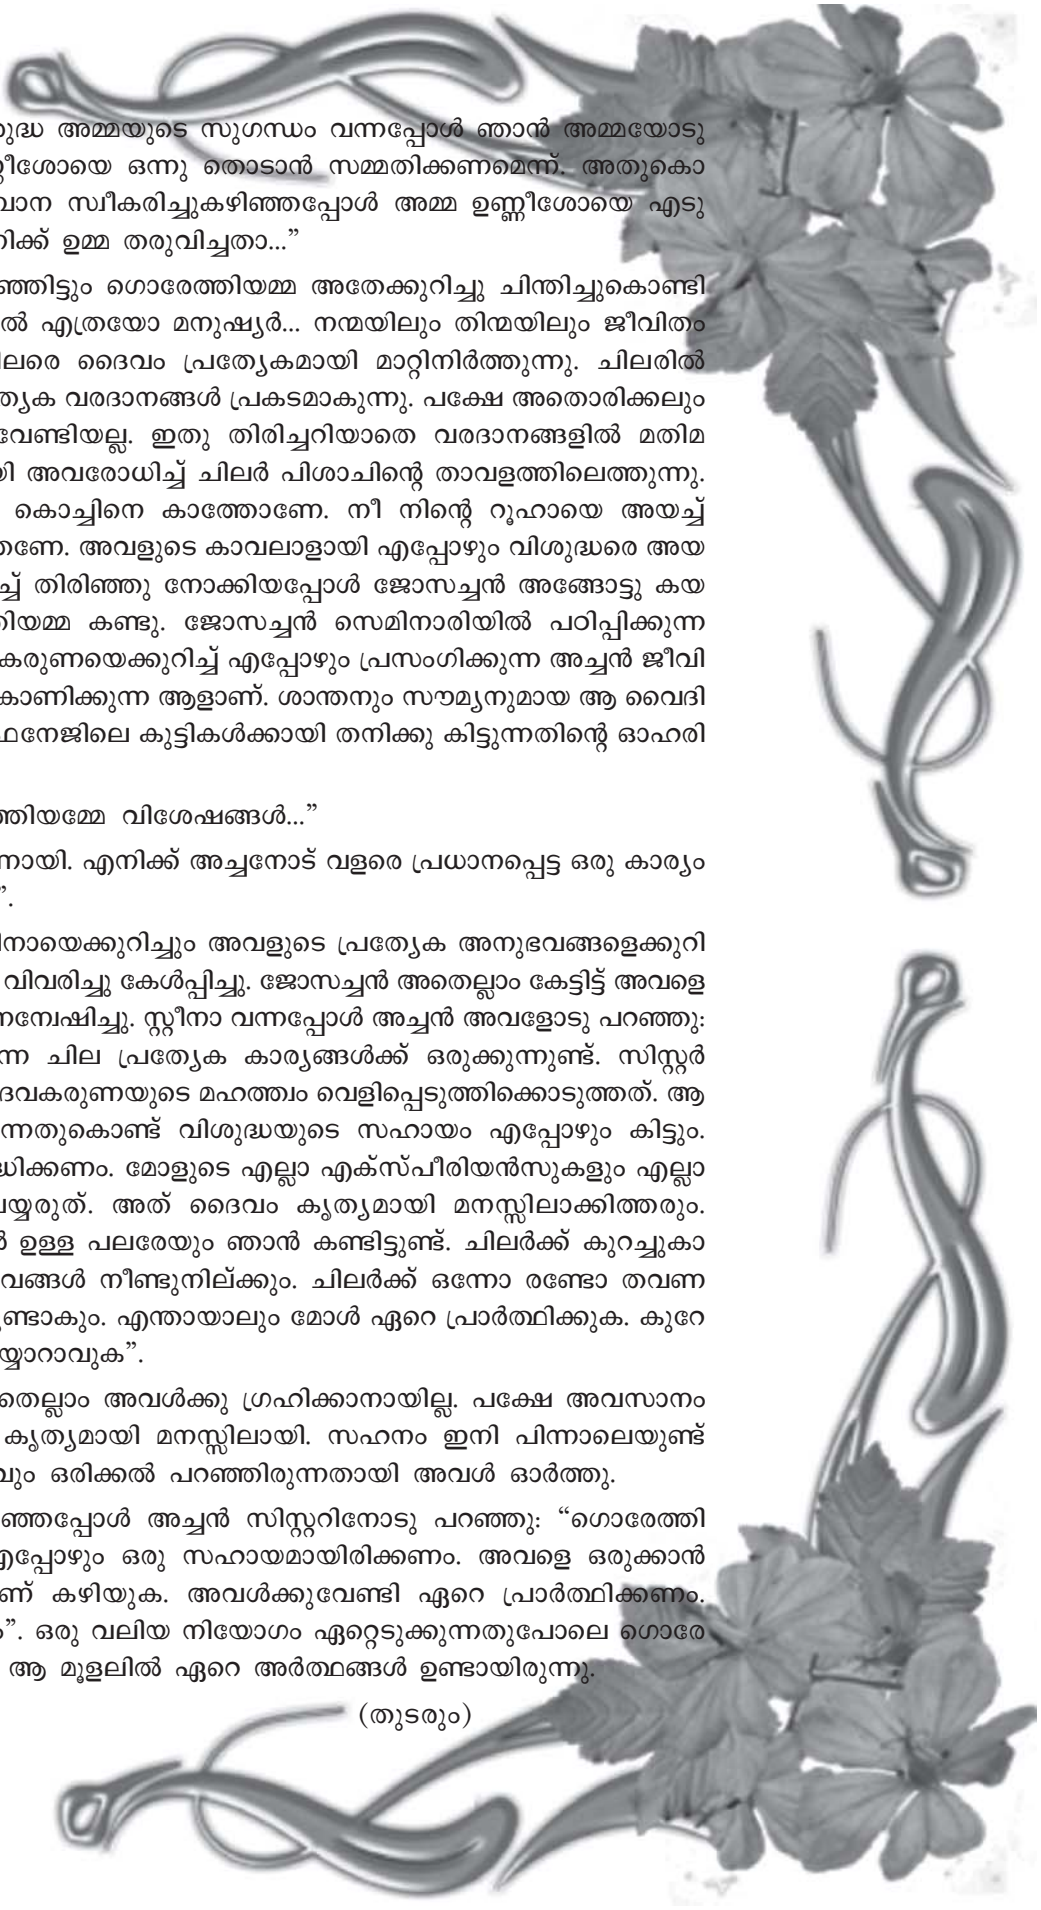 രുദ്ധ അമ്മയുടെ സുഗന്ധം വന്നപ്പോൾ ഞാൻ അമ്മയോടു
ണ്ണീശോയെ ഒന്നു തൊടാൻ സമ്മതിക്കണമെന്ന്. അതുകൊ
ബാന സ്വീകരിച്ചുകഴിഞ്ഞപ്പോൾ അമ്മ ഉണ്ണീശോയെ എടു
നിക്ക് ഉമ്മ തരുവിച്ചതാ...”
ഞ്ഞിട്ടും ഗൊരേത്തിയമ്മ അതേക്കുറിച്ചു ചിന്തിച്ചുകൊണ്ടി
ൽ എത്രയോ മനുഷ്യർ... നന്മയിലും തിന്മയിലും ജീവിതം
ിലരെ ദൈവം പ്രത്യേകമായി മാറ്റിനിർത്തുന്നു. ചിലരിൽ
ത്യക വരദാനങ്ങൾ പ്രകടമാകുന്നു. പക്ഷേ അതൊരിക്കലും
വേണ്ടിയല്ല. ഇതു തിരിച്ചറിയാതെ വരദാനങ്ങളിൽ മതിമ
യി അവരോധിച്ച് ചിലർ പിശാചിന്റെ താവളത്തിലെത്തുന്നു.
കൊച്ചിനെ കാത്തോണേ. നീ നിന്റെ റൂഹായെ അയച്ച്
തണേ. അവളുടെ കാവലാളായി എപ്പോഴും വിശുദ്ധരെ അയ
ച്ച് തിരിഞ്ഞു നോക്കിയപ്പോൾ ജോസച്ചൻ അങ്ങോട്ടു കയ
തിയമ്മ കണ്ടു. ജോസച്ചൻ സെമിനാരിയിൽ പഠിപ്പിക്കുന്ന
കരുണയെക്കുറിച്ച് എപ്പോഴും പ്രസംഗിക്കുന്ന അച്ചൻ ജീവി
കാണിക്കുന്ന ആളാണ്. ശാന്തനും സൗമ്യനുമായ ആ വൈദി
ഫനേജിലെ കുട്ടികൾക്കായി തനിക്കു കിട്ടുന്നതിന്റെ ഓഹരി
ത്തിയമ്മേ വിശേഷങ്ങൾ...”
നായി. എനിക്ക് അച്ചനോട് വളരെ പ്രധാനപ്പെട്ട ഒരു കാര്യം
”.
ിനായെക്കുറിച്ചും അവളുടെ പ്രത്യേക അനുഭവങ്ങളെക്കുറി
വിവരിച്ചു കേൾപ്പിച്ചു. ജോസച്ചൻ അതെല്ലാം കേട്ടിട്ട് അവളെ
നന്വേഷിച്ചു. സ്റ്റീനാ വന്നപ്പോൾ അച്ചൻ അവളോടു പറഞ്ഞു:
ന്ന ചില പ്രത്യേക കാര്യങ്ങൾക്ക് ഒരുക്കുന്നുണ്ട്. സിസ്റ്റർ
ദവകരുണയുടെ മഹത്ത്വം വെളിപ്പെടുത്തിക്കൊടുത്തത്. ആ
ന്നതുകൊണ്ട് വിശുദ്ധയുടെ സഹായം എപ്പോഴും കിട്ടും.
ദ്ധിക്കണം. മോളുടെ എല്ലാ എക്സ്പീരിയൻസുകളും എല്ലാ
യ്യരുത്. അത് ദൈവം കൃത്യമായി മനസ്സിലാക്കിത്തരും.
ൾ ഉള്ള പലരേയും ഞാൻ കണ്ടിട്ടുണ്ട്. ചിലർക്ക് കുറച്ചുകാ
വങ്ങൾ നീണ്ടുനില്ക്കും. ചിലർക്ക് ഒന്നോ രണ്ടോ തവണ
ുണ്ടാകും. എന്തായാലും മോൾ ഏറെ പ്രാർത്ഥിക്കുക. കുറേ
യ്യാറാവുക”.
തെല്ലാം അവൾക്കു ഗ്രഹിക്കാനായില്ല. പക്ഷേ അവസാനം
കൃത്യമായി മനസ്സിലായി. സഹനം ഇനി പിന്നാലെയുണ്ട്
വും ഒരിക്കൽ പറഞ്ഞിരുന്നതായി അവൾ ഓർത്തു.
ഞ്ഞപ്പോൾ അച്ചൻ സിസ്റ്ററിനോടു പറഞ്ഞു: “ഗൊരേത്തി
എപ്പോഴും ഒരു സഹായമായിരിക്കണം. അവളെ ഒരുക്കാൻ
ണ് കഴിയുക. അവൾക്കുവേണ്ടി ഏറെ പ്രാർത്ഥിക്കണം.
”. ഒരു വലിയ നിയോഗം ഏറ്റെടുക്കുന്നതുപോലെ ഗൊരേ
ആ മൂളലിൽ ഏറെ അർത്ഥങ്ങൾ ഉണ്ടായിരുന്നു.
(തുടരും)